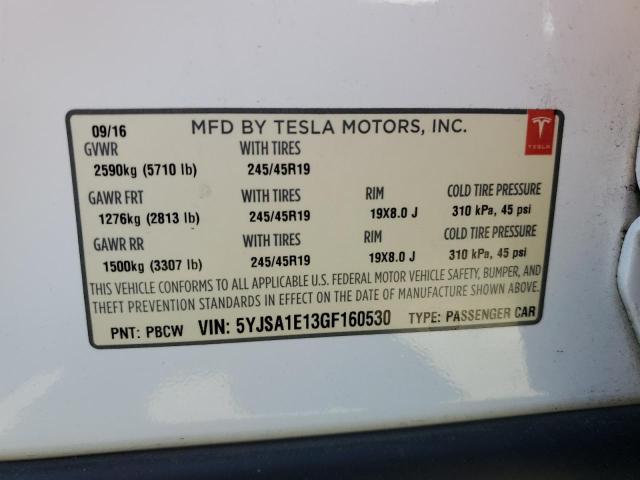 09/16 MFD BY TESLA MOTORS, INC. TESLA
GVWR WITH TIRES
2590kg (5710 lb) 245/45R19
GAWR FRT WITH TIRES RIM COLD TIRE PRESSURE
1276kg (2813 lb) 245/45R19 19X8.0 J 310 kPa, 45 psi
GAWR RR WITH TIRES RIM COLD TIRE PRESSURE
1500kg (3307 lb) 245/45R19 19X8.0 J 310 kPa, 45 psi
THIS VEHICLE CONFORMS TO ALL APPLICABLE U.S. FEDERAL MOTOR VEHICLE SAFETY, BUMPER, AND
THEFT PREVENTION STANDARDS IN EFFECT ON THE DATE OF MANUFACTURE SHOWN ABOVE.
PNT: PBCW VIN: 5YJSA1E13GF160530 TYPE: PASSENGER CAR